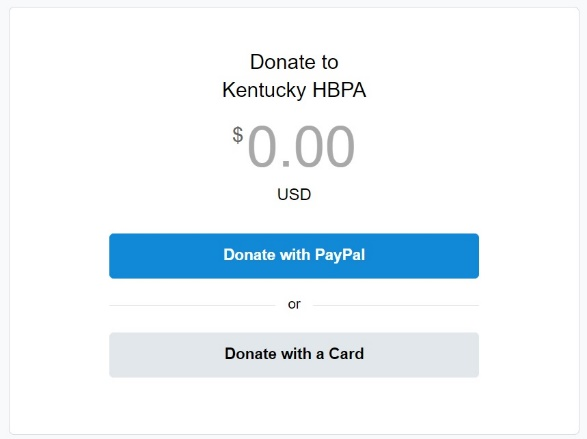 Donate to
Kentucky HBPA
$0.00
USD
Donate with PayPal
or
Donate with a Card